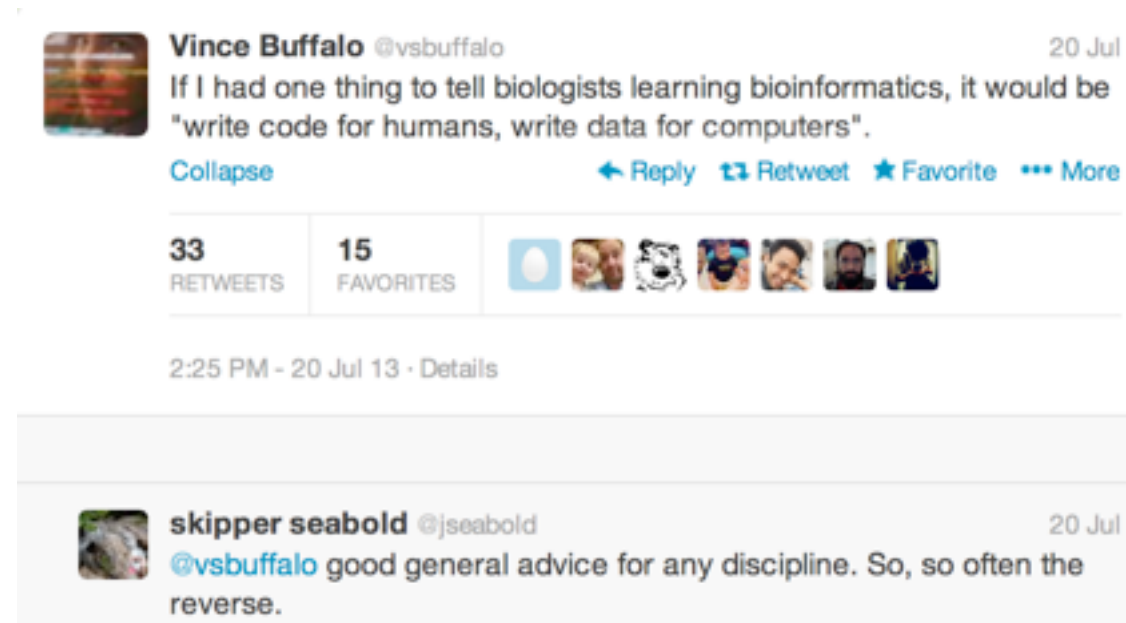 Vince Buffalo @vsbuffalo 20 Jul
If I had one thing to tell biologists learning bioinformatics, it would be
"write code for humans, write data for computers".
Collapse Reply Retweet Favorite More
33 15
RETWEETS FAVORITES
2:25 PM - 20 Jul 13 · Details
skipper seabold @jseabold 20 Jul
@vsbuffalo good general advice for any discipline. So, so often the
reverse.